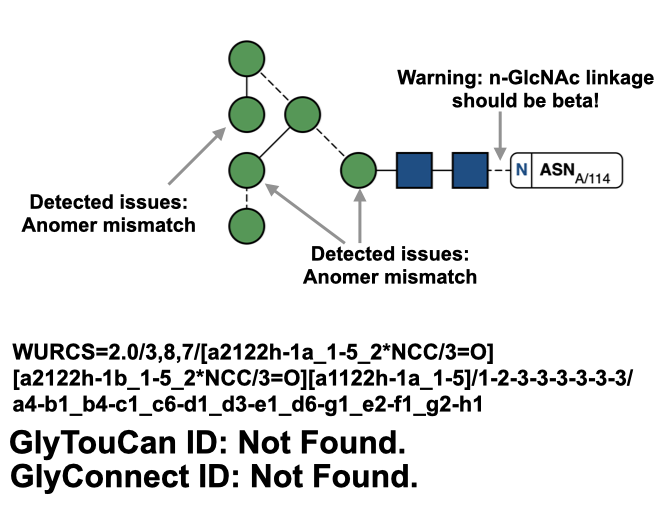 Warning: n-GlcNAc linkage
should be beta!
N ASN A/114
Detected issues:
Anomer mismatch
Detected issues:
Anomer mismatch
WURCS=2.0/3,8,7/[a2122h-1a_1-5_2*NCC/3=O]
[a2122h-1b_1-5_2*NCC/3=O][a1122h-1a_1-5]/1-2-3-3-3-3-3-3/
a4-b1_b4-c1_c6-d1_d3-e1_d6-g1_e2-f1_g2-h1
GlyTouCan ID: Not Found.
GlyConnect ID: Not Found.